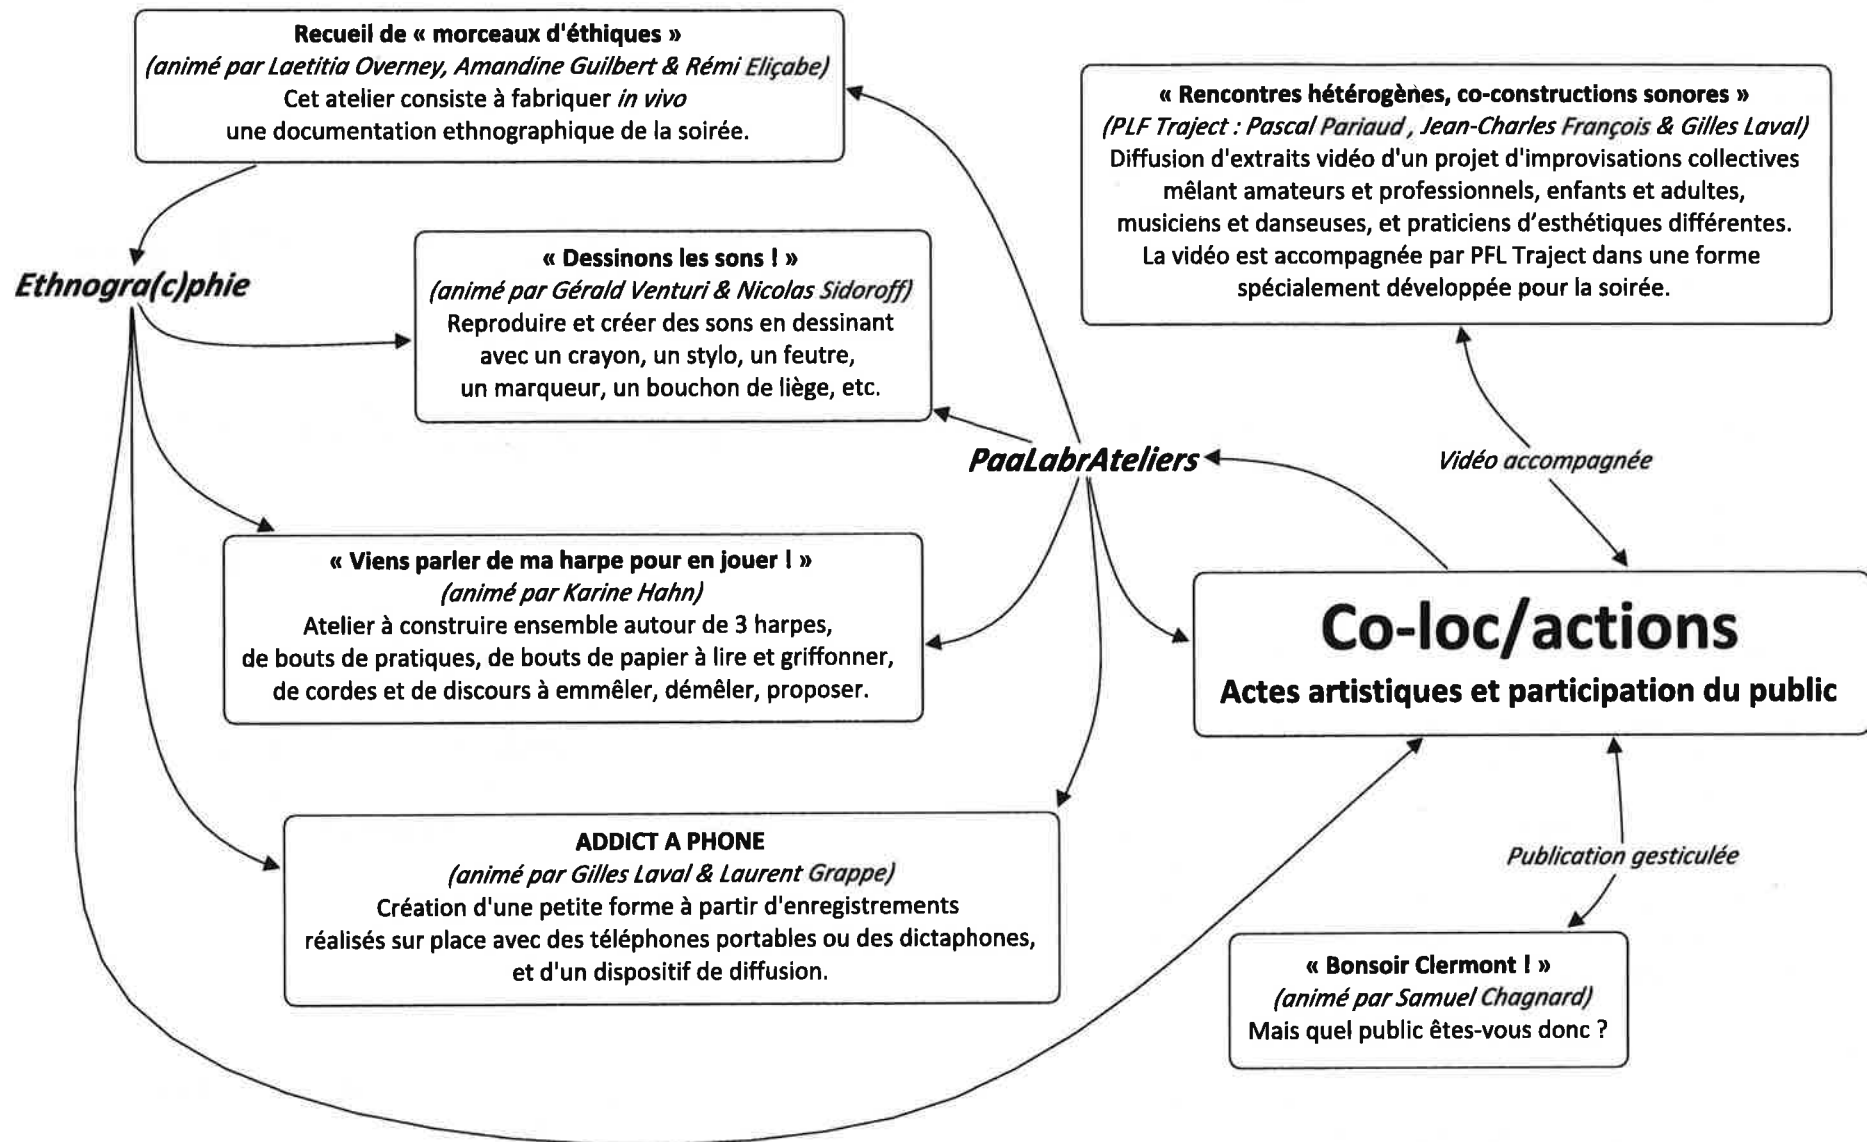 Recueil de « morceaux d'éthiques »
(animé par Laetitia Overney, Amandine Guilbert & Rémi Eliçabe)
Cet atelier consiste à fabriquer in vivo
une documentation ethnographique de la soirée.
« Rencontres hétérogènes, co-constructions sonores »
(PLF Traject : Pascal Pariaud, Jean-Charles François & Gilles Laval)
Diffusion d'extraits vidéo d'un projet d'improvisations collectives
mêlant amateurs et professionnels, enfants et adultes,
musiciens et danseuses, et praticiens d'esthétiques différentes.
La vidéo est accompagnée par PFL Traject dans une forme
spécialement développée pour la soirée.
Ethnogra(c)phie
« Dessinons les sons ! »
(animé par Gérald Venturi & Nicolas Sidoroff)
Reproduire et créer des sons en dessinant
avec un crayon, un stylo, un feutre,
un marqueur, un bouchon de liège, etc.
PaaLabrAteliers
Vidéo accompagnée
« Viens parler de ma harpe pour en jouer ! »
(animé par Karine Hahn)
Atelier à construire ensemble autour de 3 harpes,
de bouts de pratiques, de bouts de papier à lire et griffonner,
de cordes et de discours à emmêler, démêler, proposer.
Co-loc/actions
Actes artistiques et participation du public
ADDICT A PHONE
(animé par Gilles Laval & Laurent Grappe)
Création d'une petite forme à partir d'enregistrements
réalisés sur place avec des téléphones portables ou des dictaphones,
et d'un dispositif de diffusion.
Publication gesticulée
« Bonsoir Clermont ! »
(animé par Samuel Chagnard)
Mais quel public êtes-vous donc ?